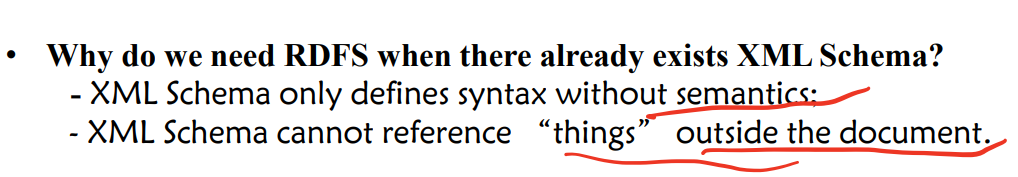 • Why do we need RDFS when there already exists XML Schema?
- XML Schema only defines syntax without semantics;
- XML Schema cannot reference “things” outside the document.